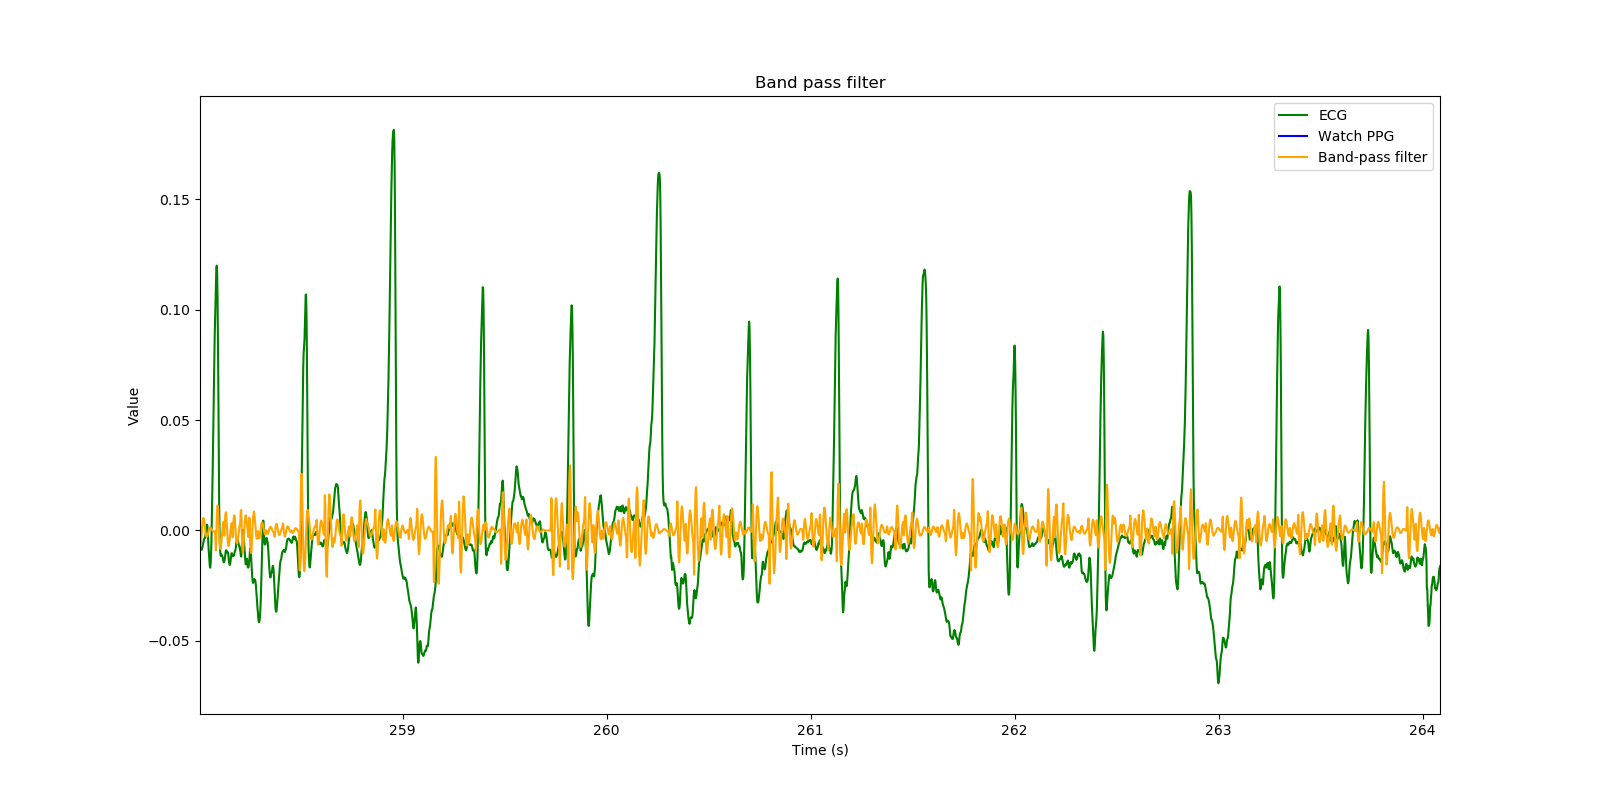 Band pass filter
ECG
Watch PPG
Band-pass filter
0.15
0.10
0.05
0.00
−0.05
Value
259 260 261 262 263 264
Time (s)